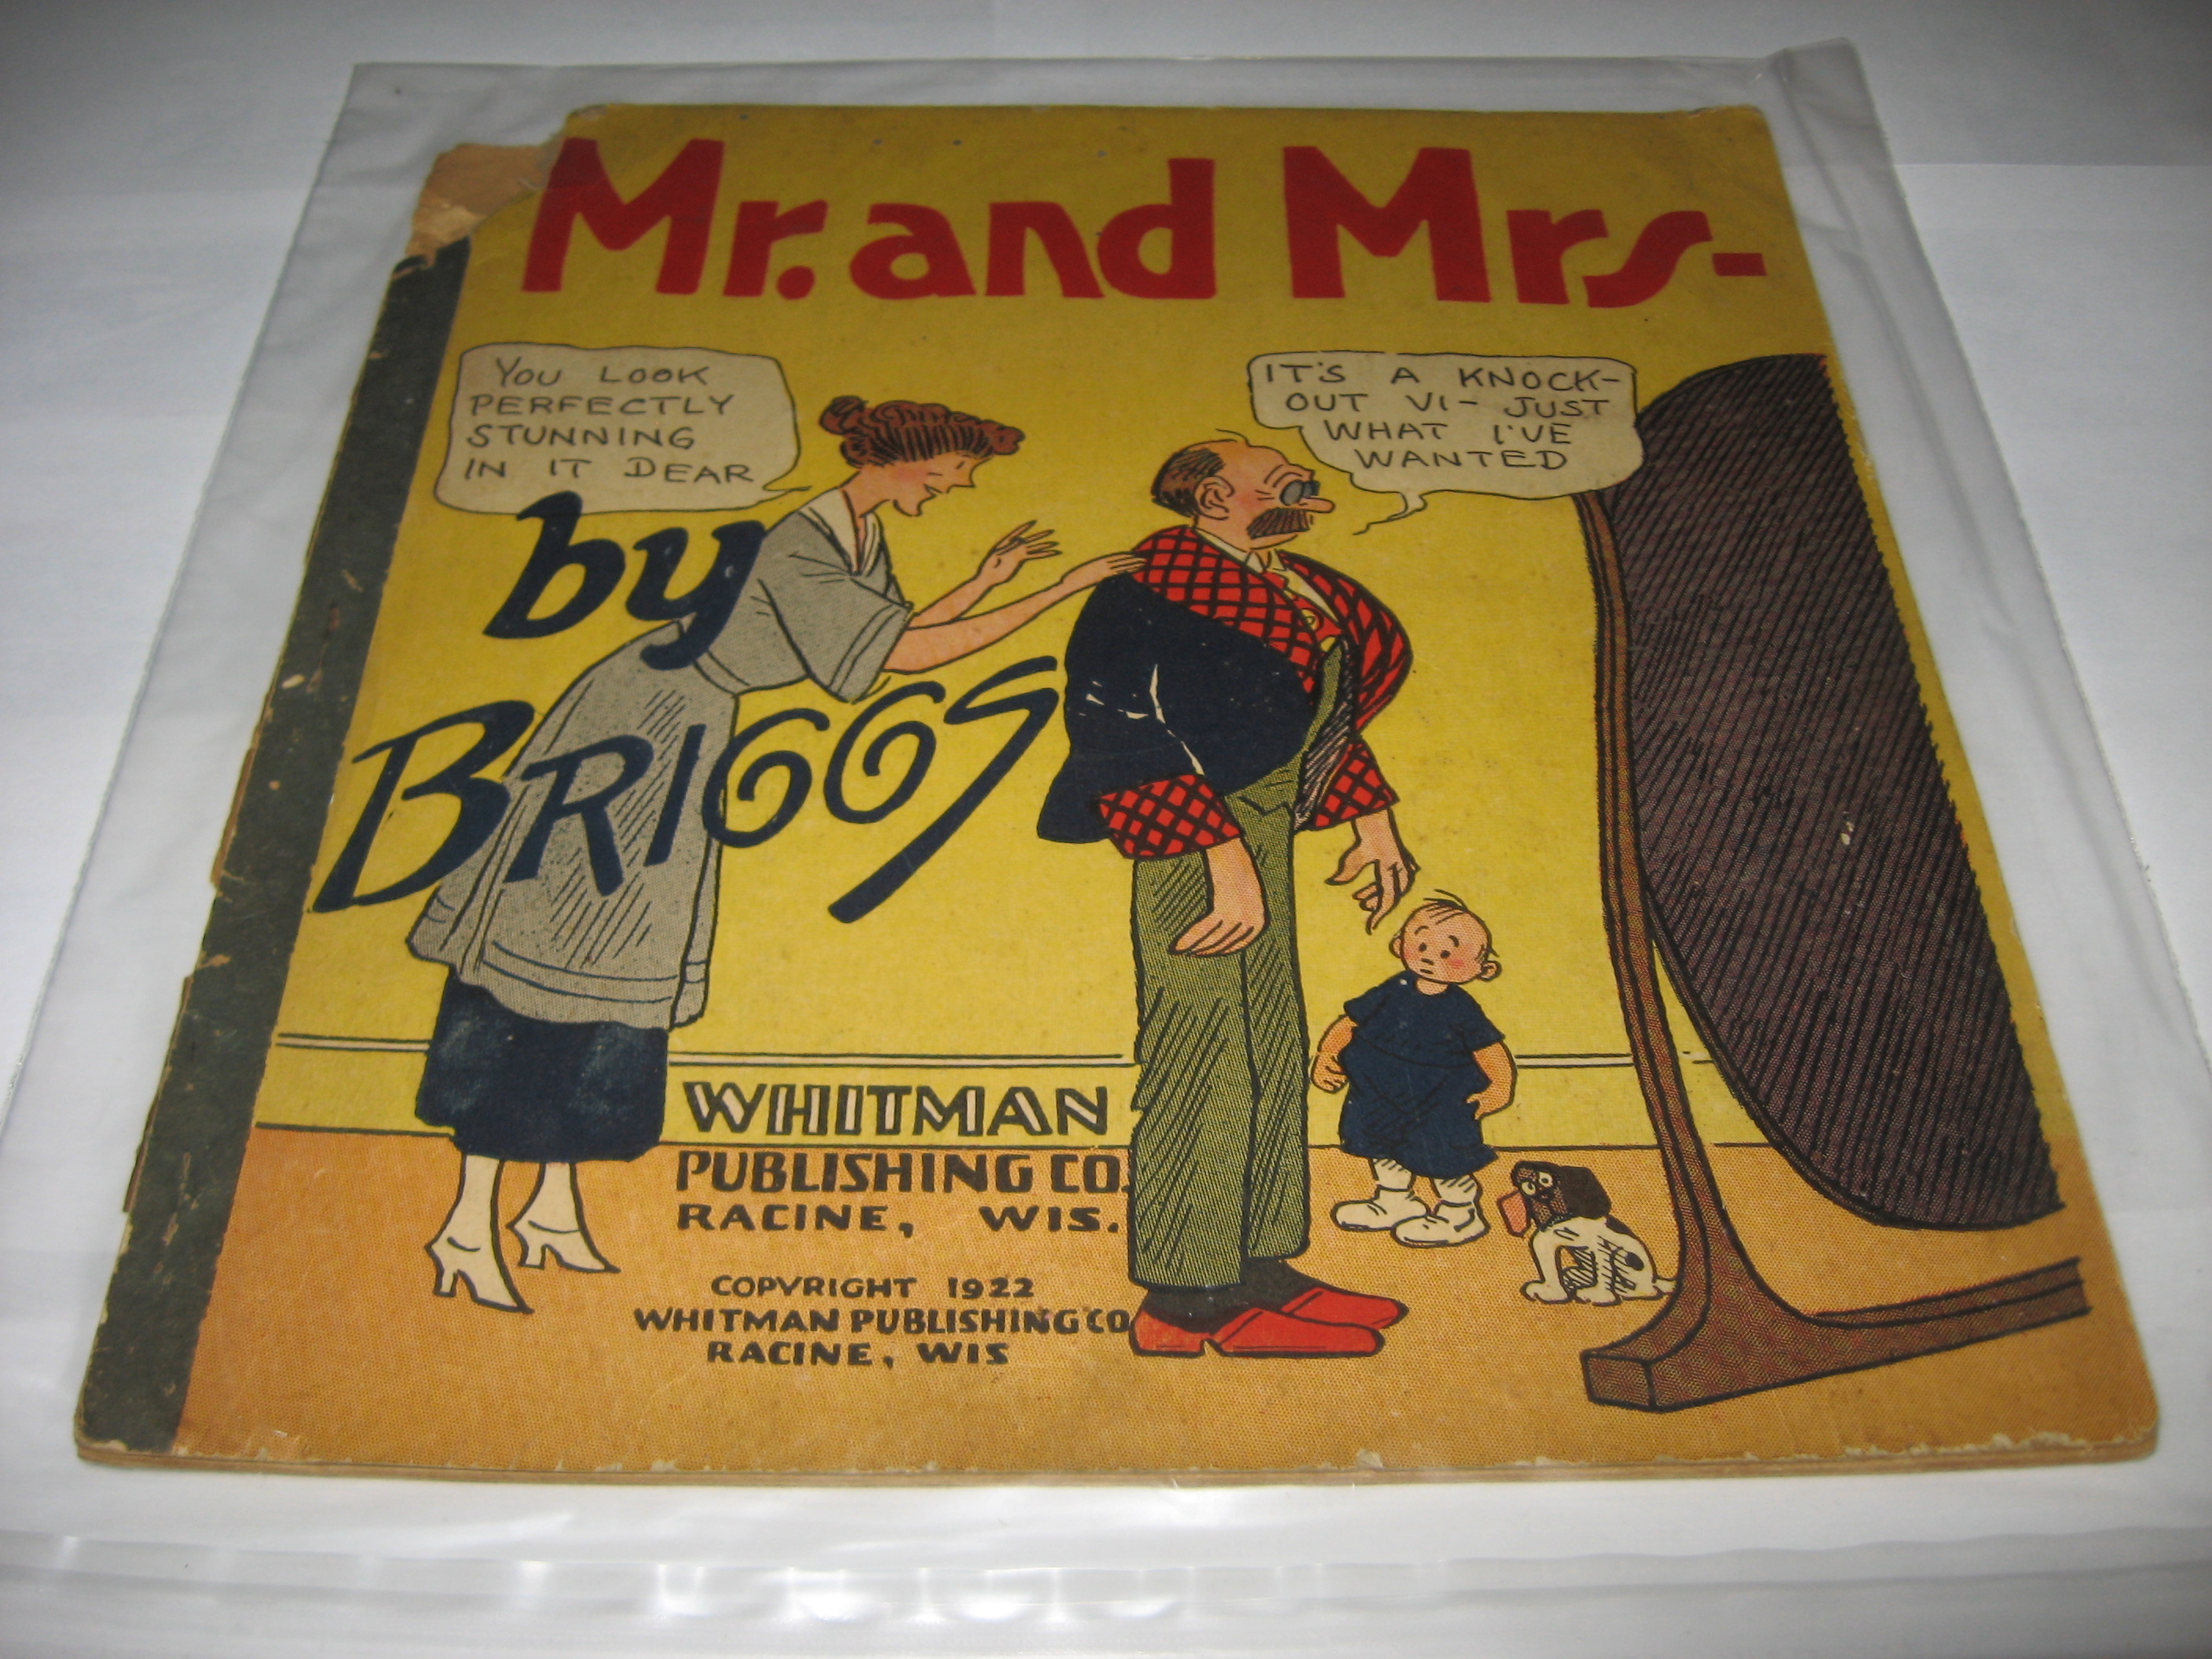 Mr. and Mrs-
YOU LOOK
PERFECTLY
STUNNING
IN IT DEAR
IT'S A KNOCK-
OUT VI- JUST
WHAT I'VE
WANTED
by
BRIGGS
WHITMAN
PUBLISHING CO.
RACINE, WIS.
COPYRIGHT 1922
WHITMAN PUBLISHING CO
RACINE, WIS